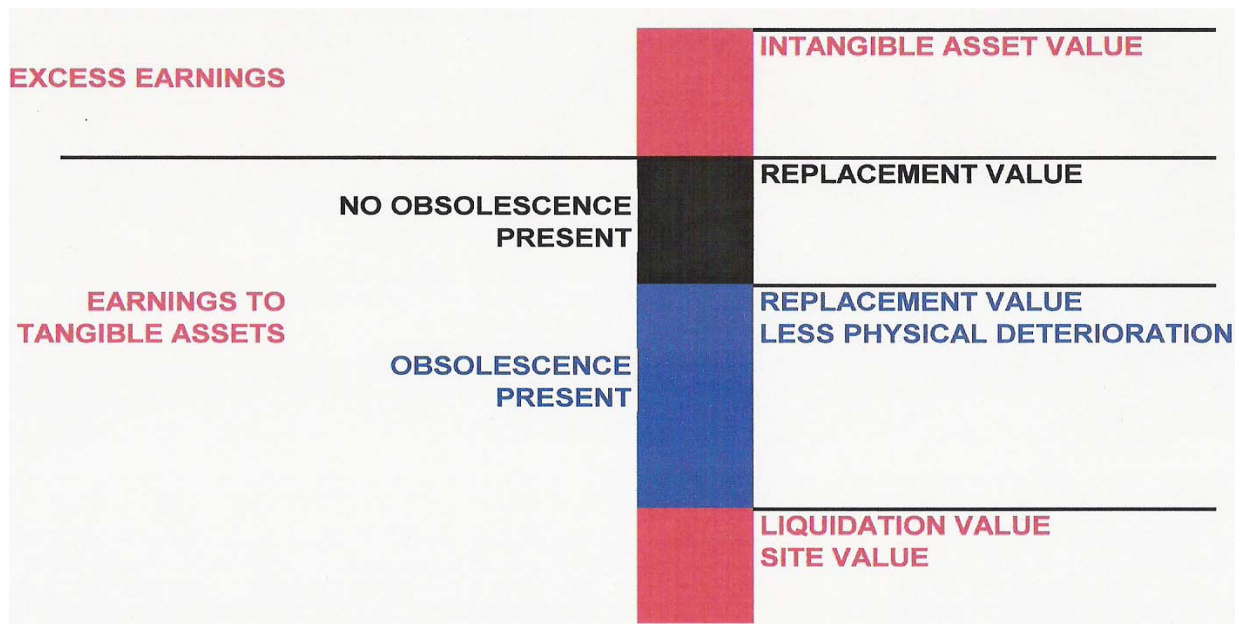 INTANGIBLE ASSET VALUE
EXCESS EARNINGS
REPLACEMENT VALUE
NO OBSOLESCENCE
PRESENT
EARNINGS TO
TANGIBLE ASSETS
REPLACEMENT VALUE
LESS PHYSICAL DETERIORATION
OBSOLESCENCE
PRESENT
LIQUIDATION VALUE
SITE VALUE